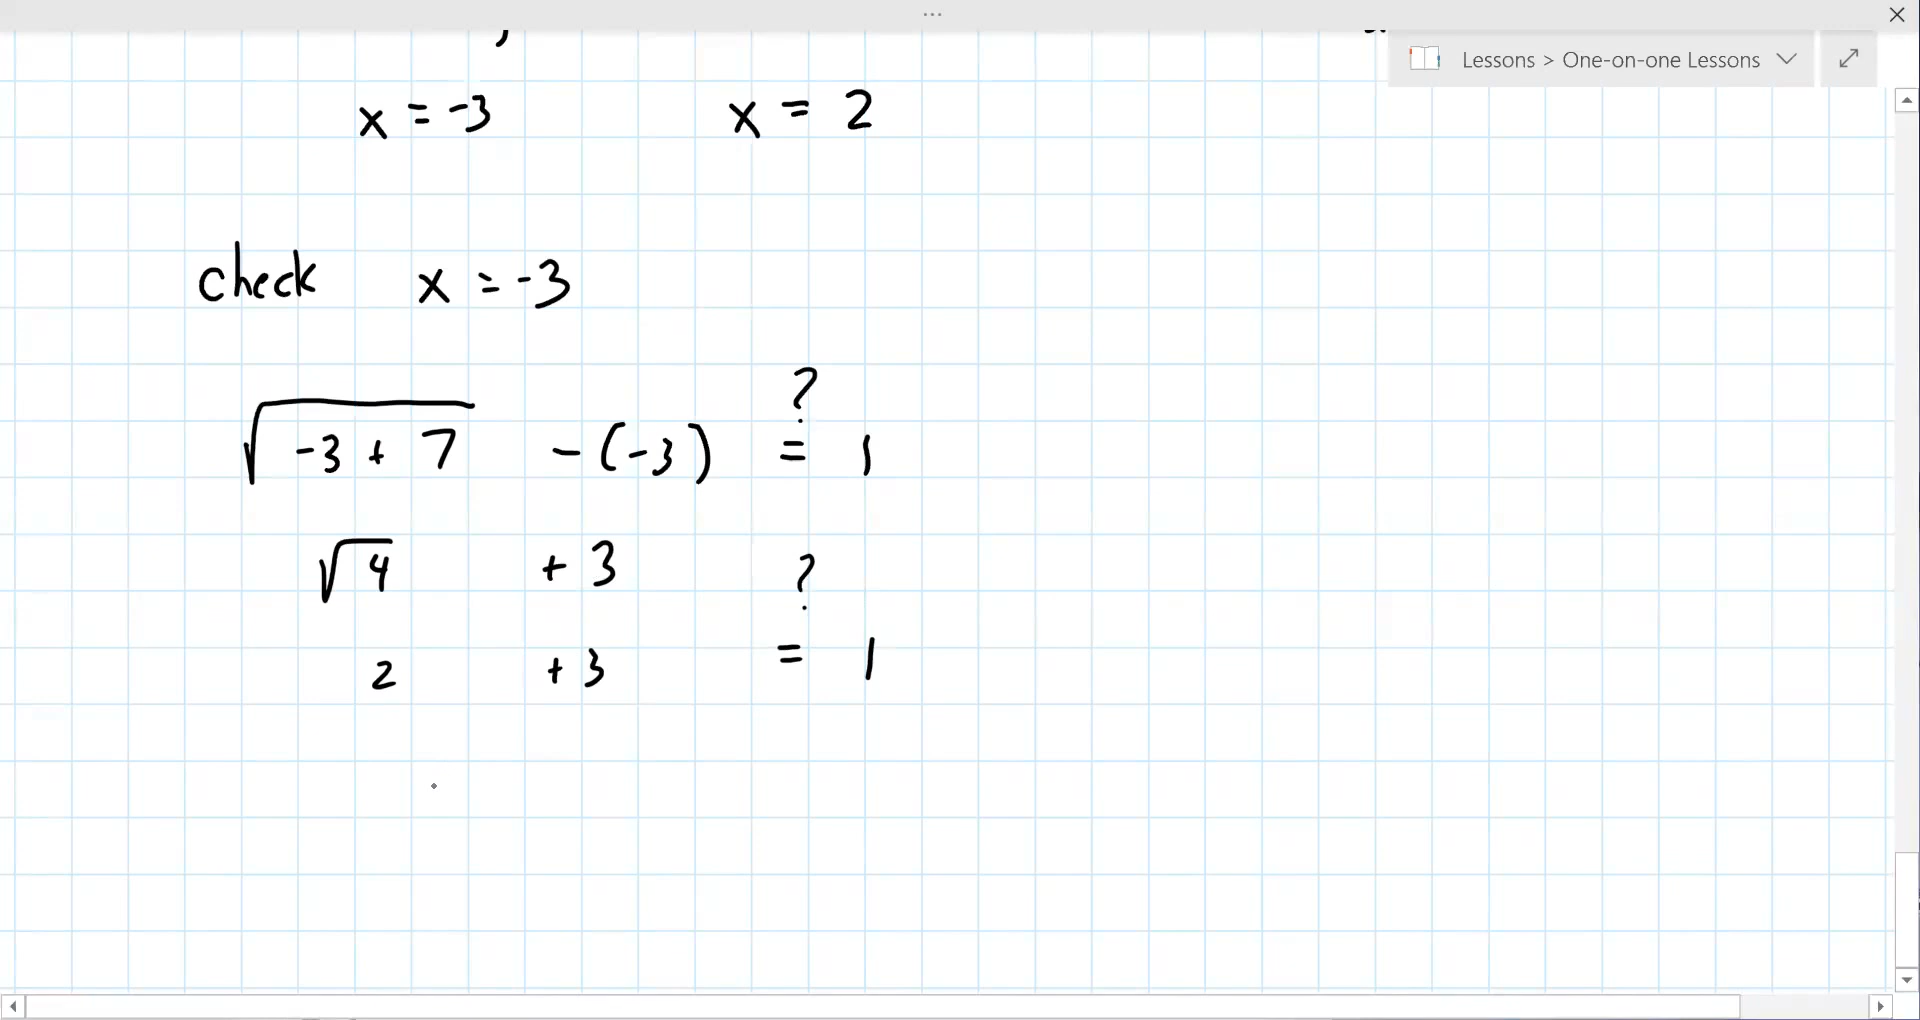 Lessons > One-on-one Lessons
x = -3 x = 2
check x = -3
√-3 + 7 - (-3) ?= 1
√4 + 3 ?
2 + 3 = 1